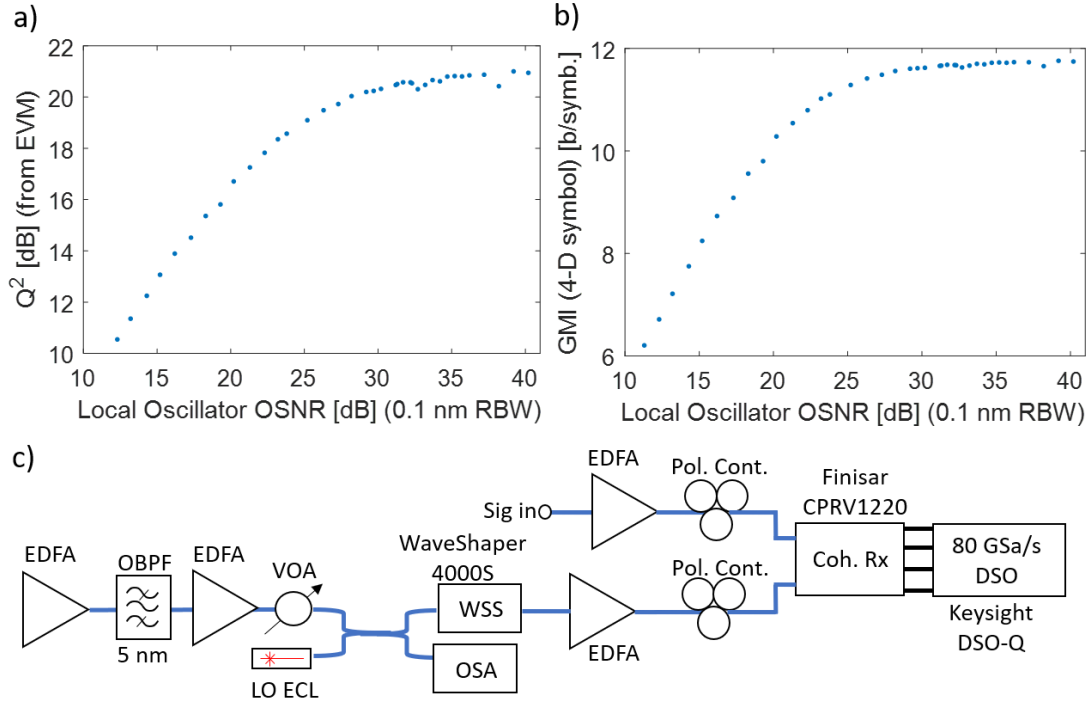 a)
22
20
18
16
14
12
10
Q² [dB] (from EVM)
10 15 20 25 30 35 40
Local Oscillator OSNR [dB] (0.1 nm RBW)
b)
12
10
8
6
GMI (4-D symbol) [b/symb.]
10 15 20 25 30 35 40
Local Oscillator OSNR [dB] (0.1 nm RBW)
c)
EDFA
Pol. Cont.
Finisar
CPRV1220
Sig in
EDFA
OBPF
EDFA
VOA
WaveShaper
4000S
Pol. Cont.
Coh. Rx
80 GSa/s
DSO
WSS
5 nm
LO ECL
OSA
EDFA
Keysight
DSO-Q